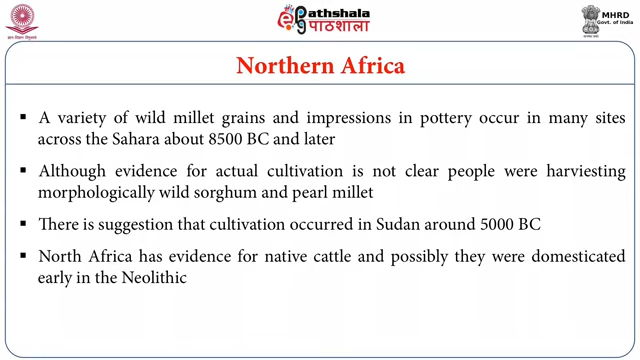 Pathshala
पाठशाला
MHRD
Govt. of India
Northern Africa
▪ A variety of wild millet grains and impressions in pottery occur in many sites
across the Sahara about 8500 BC and later
▪ Although evidence for actual cultivation is not clear people were harviesting
morphologically wild sorghum and pearl millet
▪ There is suggestion that cultivation occurred in Sudan around 5000 BC
▪ North Africa has evidence for native cattle and possibly they were domesticated
early in the Neolithic